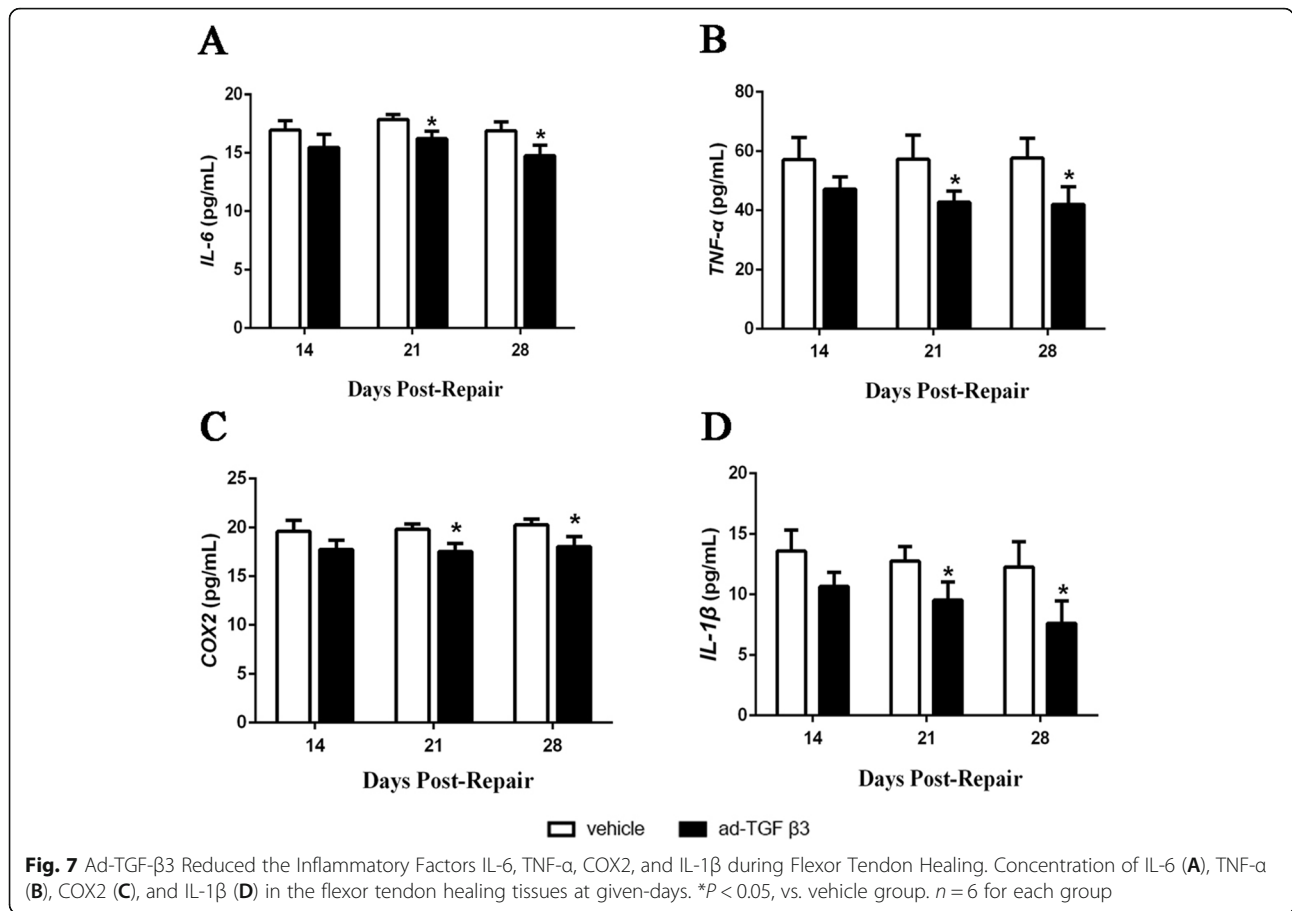 A
20
15
10
5
0
IL-6 (pg/mL)
*
*
14 21 28
Days Post-Repair
B
80
60
40
20
0
TNF-α (pg/mL)
*
*
14 21 28
Days Post-Repair
C
25
20
15
10
5
0
COX2 (pg/mL)
*
*
14 21 28
Days Post-Repair
D
20
15
10
5
0
IL-1β (pg/mL)
*
*
14 21 28
Days Post-Repair
vehicle ad-TGF β3
Fig. 7 Ad-TGF-β3 Reduced the Inflammatory Factors IL-6, TNF-α, COX2, and IL-1β during Flexor Tendon Healing. Concentration of IL-6 (A), TNF-α
(B), COX2 (C), and IL-1β (D) in the flexor tendon healing tissues at given-days. *P < 0.05, vs. vehicle group. n = 6 for each group